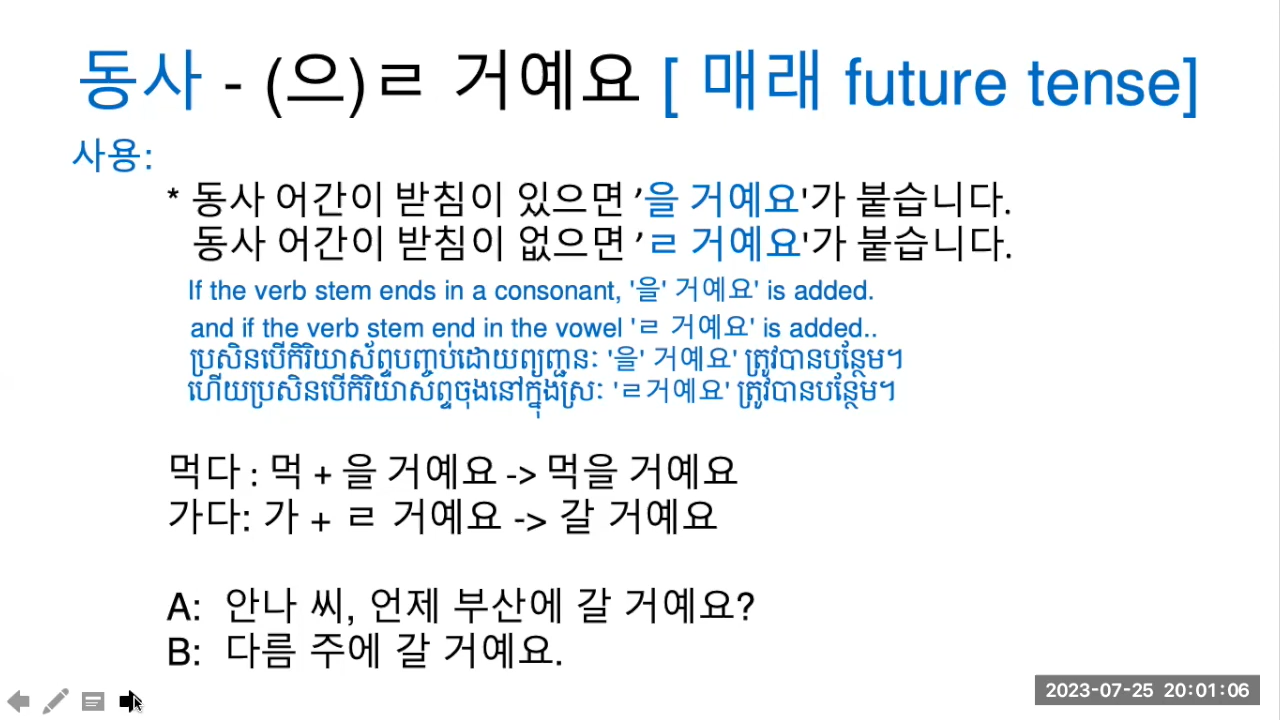 동사 - (으)ㄹ 거예요 [ 매래 future tense]
사용:
* 동사 어간이 받침이 있으면 ’을 거예요'가 붙습니다.
동사 어간이 받침이 없으면 ’ㄹ 거예요'가 붙습니다.
If the verb stem ends in a consonant, '을' 거예요' is added.
and if the verb stem end in the vowel 'ㄹ 거예요' is added..
ប្រសិនបើកិរិយាស័ព្ទបញ្ចប់ដោយព្យញ្ជនៈ '을' 거예요' ត្រូវបានបន្ថែម។
ហើយប្រសិនបើកិរិយាស័ព្ទចុងនៅក្នុងស្រៈ 'ㄹ거예요' ត្រូវបានបន្ថែម។
먹다 : 먹 + 을 거예요 -> 먹을 거예요
가다: 가 + ㄹ 거예요 -> 갈 거예요
A: 안나 씨, 언제 부산에 갈 거예요?
B: 다름 주에 갈 거예요.
2023-07-25 20:01:06